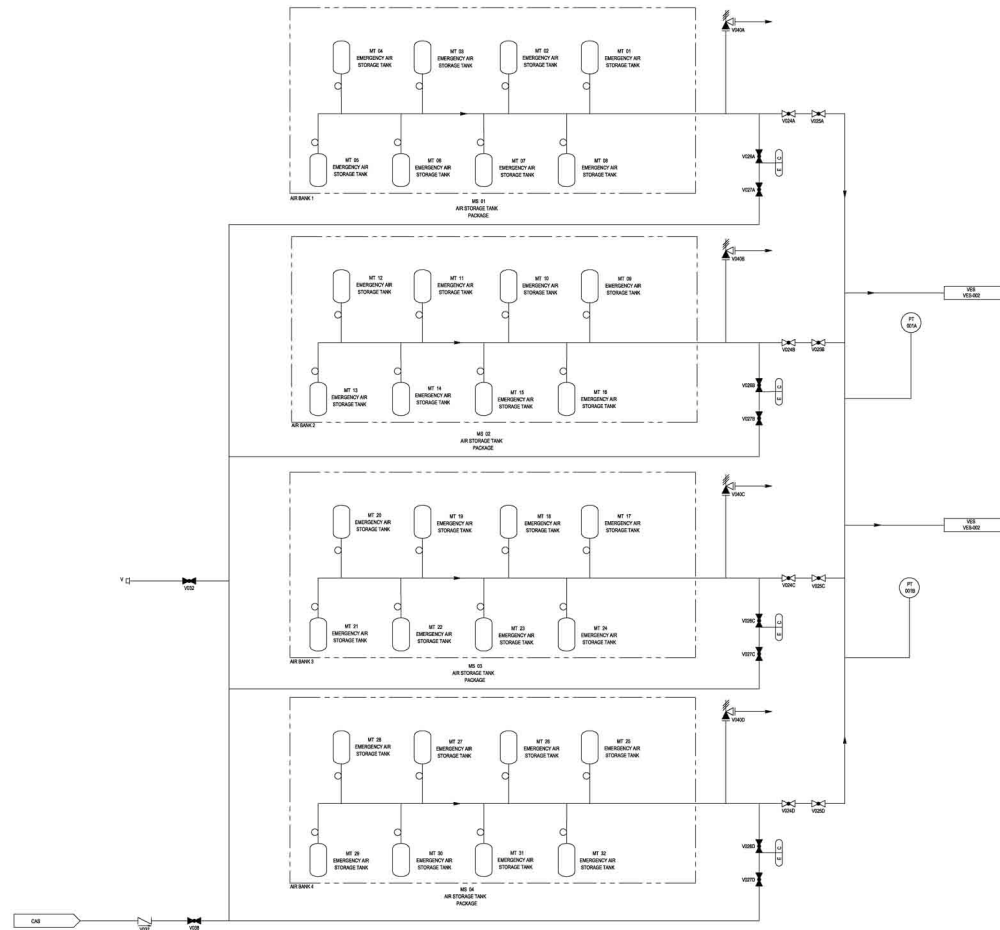 V040A
MT 04
EMERGENCY AIR
STORAGE TANK
MT 03
EMERGENCY AIR
STORAGE TANK
MT 02
EMERGENCY AIR
STORAGE TANK
MT 01
EMERGENCY AIR
STORAGE TANK
V024A
V025A
MT 05
EMERGENCY AIR
STORAGE TANK
MT 06
EMERGENCY AIR
STORAGE TANK
MT 07
EMERGENCY AIR
STORAGE TANK
MT 08
EMERGENCY AIR
STORAGE TANK
V026A
C
E
V027A
AIR BANK 1
MS 01
AIR STORAGE TANK
PACKAGE
V040B
MT 12
EMERGENCY AIR
STORAGE TANK
MT 11
EMERGENCY AIR
STORAGE TANK
MT 10
EMERGENCY AIR
STORAGE TANK
MT 09
EMERGENCY AIR
STORAGE TANK
VES
VES-002
PT
001A
V024B
MT 13
EMERGENCY AIR
STORAGE TANK
MT 14
EMERGENCY AIR
STORAGE TANK
MT 15
EMERGENCY AIR
STORAGE TANK
MT 16
EMERGENCY AIR
STORAGE TANK
V026B
C
E
V027B
AIR BANK 2
MS 02
AIR STORAGE TANK
PACKAGE
V040C
MT 20
EMERGENCY AIR
STORAGE TANK
MT 19
EMERGENCY AIR
STORAGE TANK
MT 18
EMERGENCY AIR
STORAGE TANK
MT 17
EMERGENCY AIR
STORAGE TANK
VES
VES-002
V
V032
V024C
V025C
PT
001B
MT 21
EMERGENCY AIR
STORAGE TANK
MT 22
EMERGENCY AIR
STORAGE TANK
MT 23
EMERGENCY AIR
STORAGE TANK
MT 24
EMERGENCY AIR
STORAGE TANK
V026C
C
E
V027C
AIR BANK 3
MS 03
AIR STORAGE TANK
PACKAGE
V040D
MT 28
EMERGENCY AIR
STORAGE TANK
MT 27
EMERGENCY AIR
STORAGE TANK
MT 26
EMERGENCY AIR
STORAGE TANK
MT 25
EMERGENCY AIR
STORAGE TANK
V024D
V025D
MT 29
EMERGENCY AIR
STORAGE TANK
MT 30
EMERGENCY AIR
STORAGE TANK
MT 31
EMERGENCY AIR
STORAGE TANK
MT 32
EMERGENCY AIR
STORAGE TANK
V026D
C
E
V027D
AIR BANK 4
MS 04
AIR STORAGE TANK
PACKAGE
CAS
V038